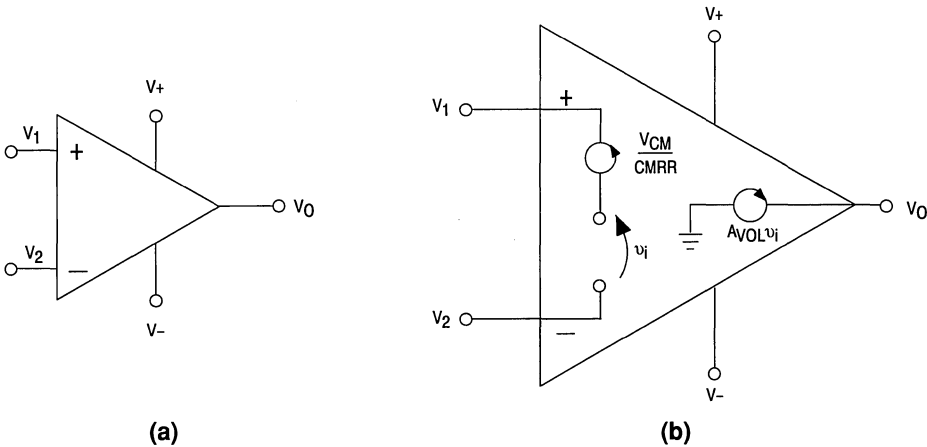 V+
V1
+
V2
−
VO
V−
(a)
V+
V1
+
VCM
CMRR
υi
AVOLυi
VO
V2
−
V−
(b)